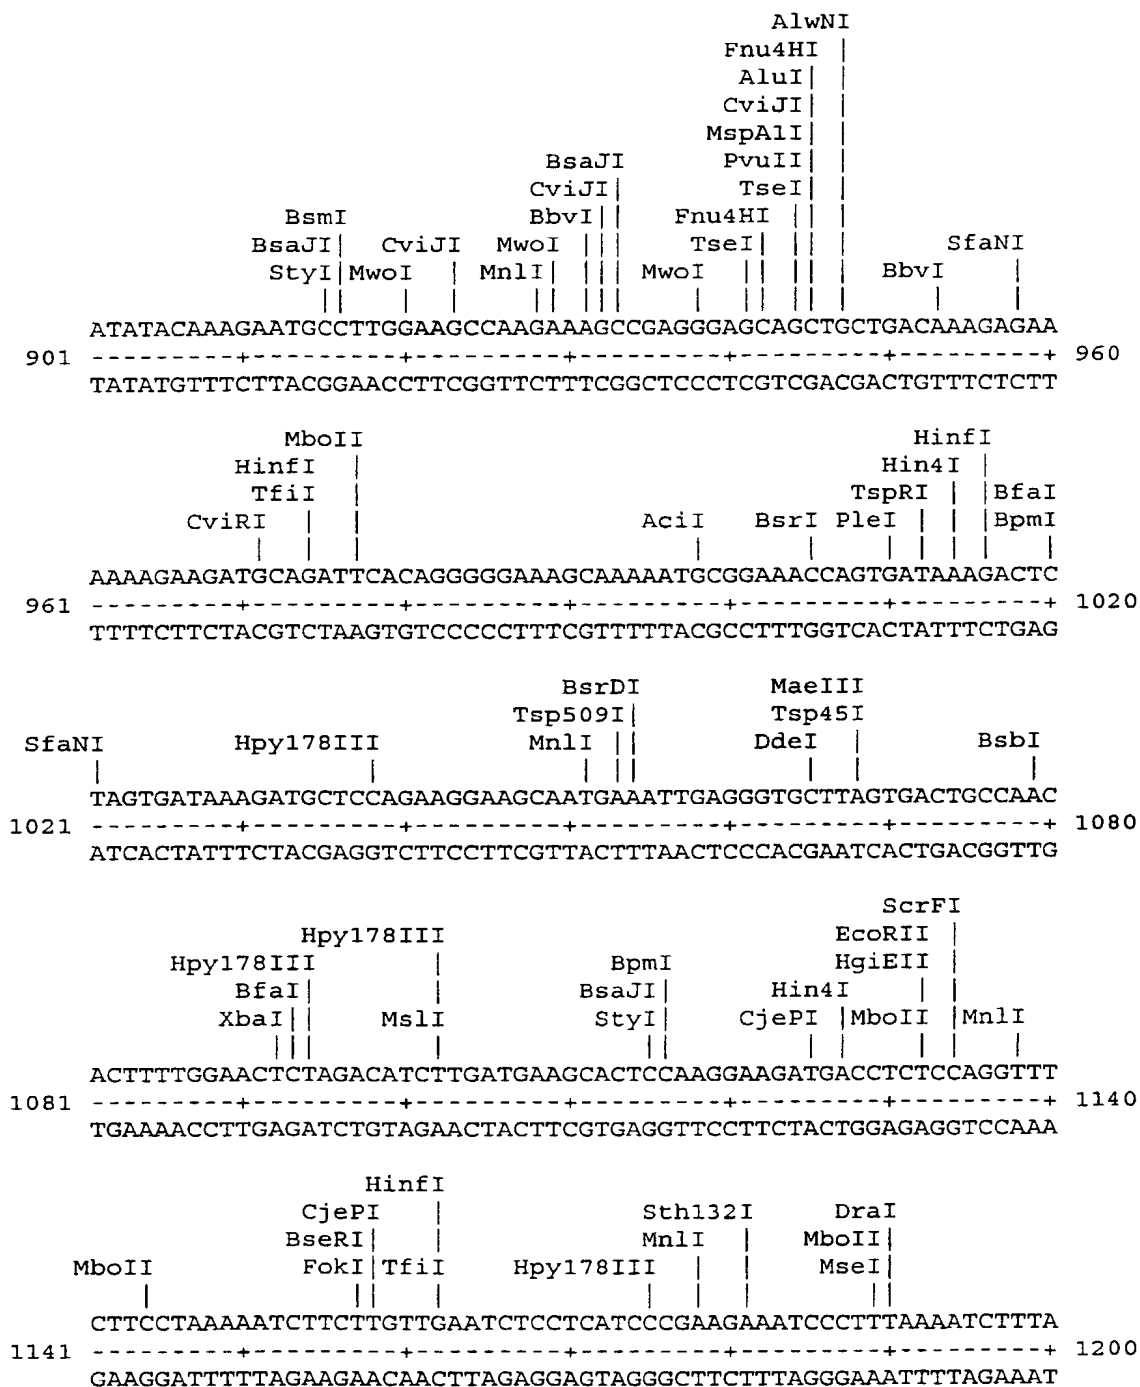 AlwNI
Fnu4HI
AluI
CviJI
MspA1I
BsaJI PvuII
CviJI TseI
BsmI BbvI Fnu4HI
BsaJI CviJI MwoI TseI SfaNI
StyI MwoI MnlI MwoI BbvI
ATATACAAAGAATGCCTTGGAAGCCAAGAAAGCCGAGGGAGCAGCTGCTGACAAAGAGAA
901 ---------+---------+---------+---------+---------+---------+ 960
TATATGTTTCTTACGGAACCTTCGGTTCTTTCGGCTCCCTCGTCGACGACTGTTTCTCTT
MboII HinfI
HinfI Hin4I
TfiI TspRI BfaI
CviRI AciI BsrI PleI BpmI
AAAAGAAGATGCAGATTCACAGGGGGAAAGCAAAAATGCGGAAACCAGTGATAAAGACTC
961 ---------+---------+---------+---------+---------+---------+ 1020
TTTTCTTCTACGTCTAAGTGTCCCCCTTTCGTTTTTACGCCTTTGGTCACTATTTCTGAG
BsrDI MaeIII
Tsp509I Tsp45I
SfaNI Hpy178III MnlI DdeI BsbI
TAGTGATAAAGATGCTCCAGAAGGAAGCAATGAAATTGAGGGTGCTTAGTGACTGCCAAC
1021 ---------+---------+---------+---------+---------+---------+ 1080
ATCACTATTTCTACGAGGTCTTCCTTCGTTACTTTAACTCCCACGAATCACTGACGGTTG
ScrFI
Hpy178III EcoRII
Hpy178III BpmI HgiEII
BfaI BsaJI Hin4I
XbaI MslI StyI CjePI MboII MnlI
ACTTTTGGAACTCTAGACATCTTGATGAAGCACTCCAAGGAAGATGACCTCTCCAGGTTT
1081 ---------+---------+---------+---------+---------+---------+ 1140
TGAAAACCTTGAGATCTGTAGAACTACTTCGTGAGGTTCCTTCTACTGGAGAGGTCCAAA
HinfI
CjePI Sth132I DraI
BseRI MnlI MboII
MboII FokI TfiI Hpy178III MseI
CTTCCTAAAAATCTTCTTGTTGAATCTCCTCATCCCGAAGAAATCCCTTTAAAATCTTTA
1141 ---------+---------+---------+---------+---------+---------+ 1200
GAAGGATTTTTAGAAGAACAACTTAGAGGAGTAGGGCTTCTTTAGGGAAATTTTAGAAAT